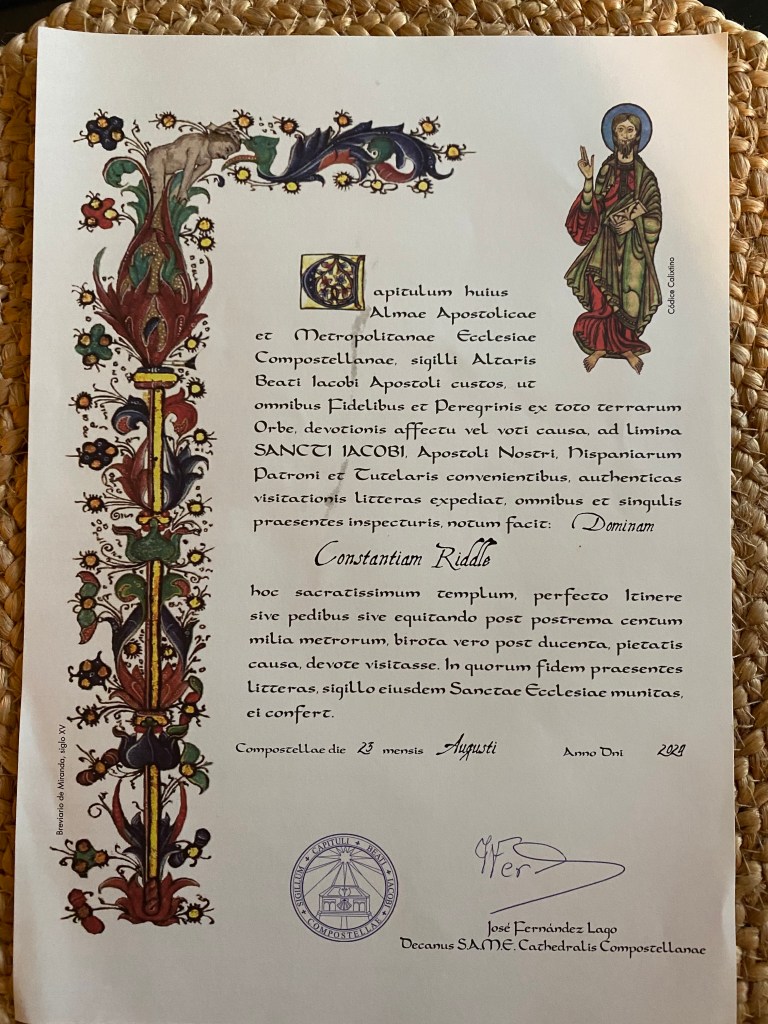 Capitulum huius
Almae Apostolicae
et Metropolitanae Ecclesiae
Compostellanae, sigilli Altaris
Beati Iacobi Apostoli custos, ut
omnibus Fidelibus et Peregrinis ex toto terrarum
Orbe, devotionis affectu vel voti causa, ad limina
SANCTI IACOBI, Apostoli Nostri, Hispaniarum
Patroni et Tutelaris convenientibus, authenticas
visitationis litteras expediat, omnibus et singulis
praesentes inspecturis, notum facit: Dominam
Constantiam Riddle
hoc sacratissimum templum, perfecto Itinere
sive pedibus sive equitando post postrema centum
milia metrorum, birota vero post ducenta, pietatis
causa, devote visitasse. In quorum fidem praesentes
litteras, sigillo eiusdem Sanctae Ecclesiae munitas,
ei confert.
Compostellae die 23 mensis Augusti Anno Dni
SIGILLUM CAPITULI BEATI IACOBI COMPOSTELLAE
José Fernández Lago
Decanus S.A.M.E. Cathedralis Compostellanae
Códice Calixtino
Breviario de Miranda, siglo XV